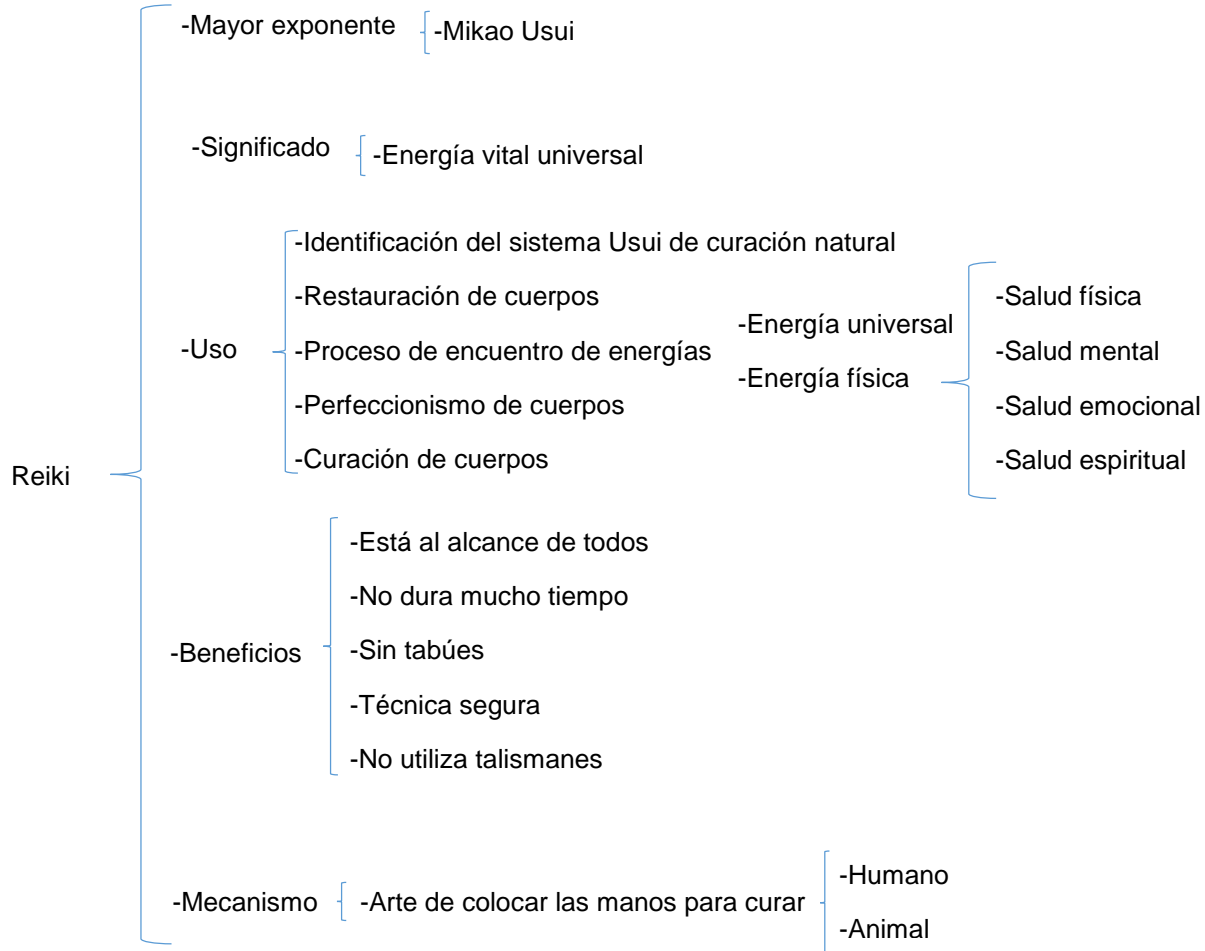 -Mayor exponente
-Mikao Usui
-Significado
-Energía vital universal
-Identificación del sistema Usui de curación natural
-Restauración de cuerpos
-Salud física
-Energía universal
-Uso
-Proceso de encuentro de energías
-Salud mental
-Energía física
-Perfeccionismo de cuerpos
-Salud emocional
-Curación de cuerpos
-Salud espiritual
Reiki
-Está al alcance de todos
-No dura mucho tiempo
-Beneficios
-Sin tabúes
-Técnica segura
-No utiliza talismanes
-Mecanismo
-Arte de colocar las manos para curar
-Humano
-Animal